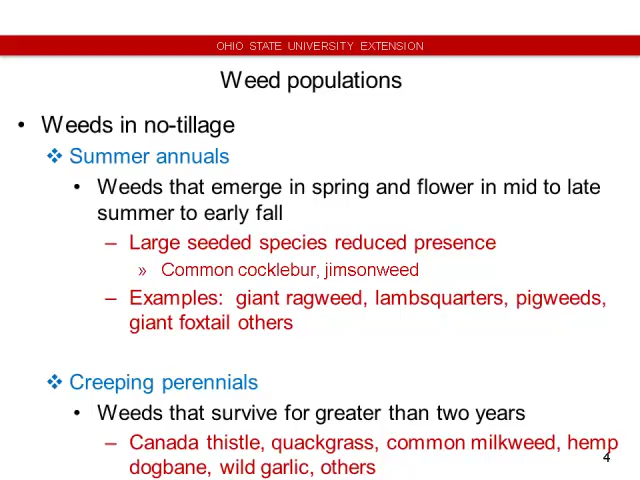 OHIO STATE UNIVERSITY EXTENSION
Weed populations
• Weeds in no-tillage
❖ Summer annuals
• Weeds that emerge in spring and flower in mid to late
summer to early fall
– Large seeded species reduced presence
» Common cocklebur, jimsonweed
– Examples:  giant ragweed, lambsquarters, pigweeds,
giant foxtail others
❖ Creeping perennials
• Weeds that survive for greater than two years
– Canada thistle, quackgrass, common milkweed, hemp
dogbane, wild garlic, others
4